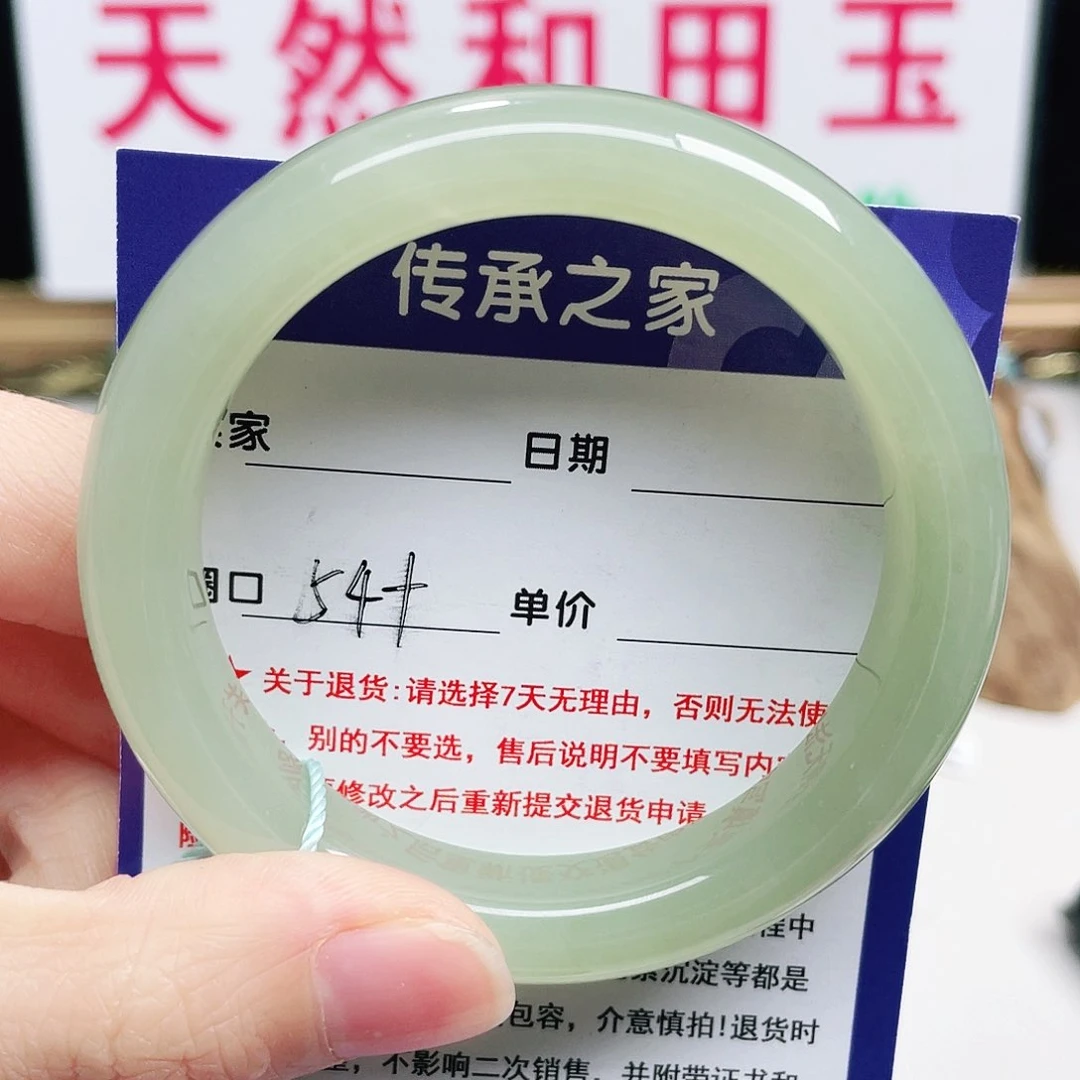 天然和田玉
传承之家
家 日期
圈口 54+ 单价
★关于退货:请选择7天无理由，否则无法使
别的不要选，售后说明不要填写内
修改之后重新提交退货申请
程中
沉淀等都是
包容，介意慎拍!退货时
不影响二次销售，并附带证书和